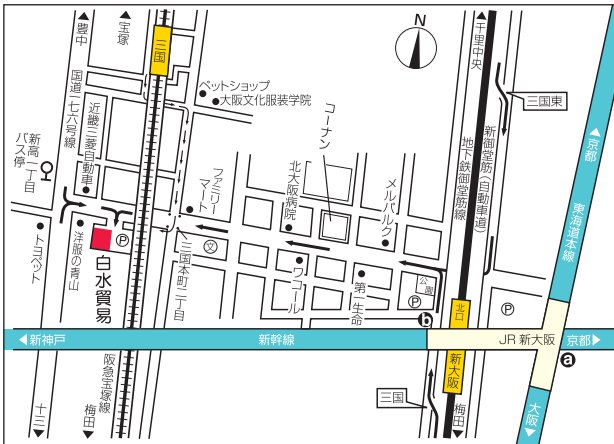 豊中
宝塚
三国
N
千里中央
国道一七六号線
ペットショップ
大阪文化服装学院
コーナン
三国東
新御堂筋(自動車道)
地下鉄御堂筋線
京都
東海道本線
新高一丁目
バス停
近畿三菱自動車
ファミリー
マート
北大阪病院
メルパルク
トヨペット
洋服の青山
P
白水貿易
三国本町二丁目
文
ワコール
第一生命
公園
P
P
北口
b
新神戸
新幹線
新大阪
JR 新大阪
京都
a
十三
梅田
阪急宝塚線
梅田
三国
梅田
大阪